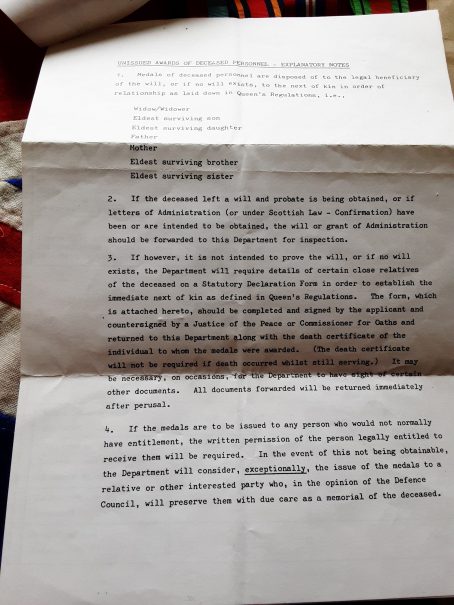 UNISSUED AWARDS OF DECEASED PERSONNEL - EXPLANATORY NOTES
1. Medals of deceased personnel are disposed of to the legal beneficiary
of the will, or if no will exists, to the next of kin in order of
relationship as laid down in Queen's Regulations, i.e.,
Widow/Widower
Eldest surviving son
Eldest surviving daughter
Father
Mother
Eldest surviving brother
Eldest surviving sister
2. If the deceased left a will and probate is being obtained, or if
letters of Administration (or under Scottish Law - Confirmation) have
been or are intended to be obtained, the will or grant of Administration
should be forwarded to this Department for inspection.
3. If however, it is not intended to prove the will, or if no will
exists, the Department will require details of certain close relatives
of the deceased on a Statutory Declaration Form in order to establish the
immediate next of kin as defined in Queen's Regulations. The form, which
is attached hereto, should be completed and signed by the applicant and
countersigned by a Justice of the Peace or Commissioner for Oaths and
returned to this Department along with the death certificate of the
individual to whom the medals were awarded. (The death certificate
will not be required if death occurred whilst still serving.) It may
be necessary, on occasions, for the Department to have sight of certain
other documents. All documents forwarded will be returned immediately
after perusal.
4. If the medals are to be issued to any person who would not normally
have entitlement, the written permission of the person legally entitled to
receive them will be required. In the event of this not being obtainable,
the Department will consider, exceptionally, the issue of the medals to a
relative or other interested party who, in the opinion of the Defence
Council, will preserve them with due care as a memorial of the deceased.